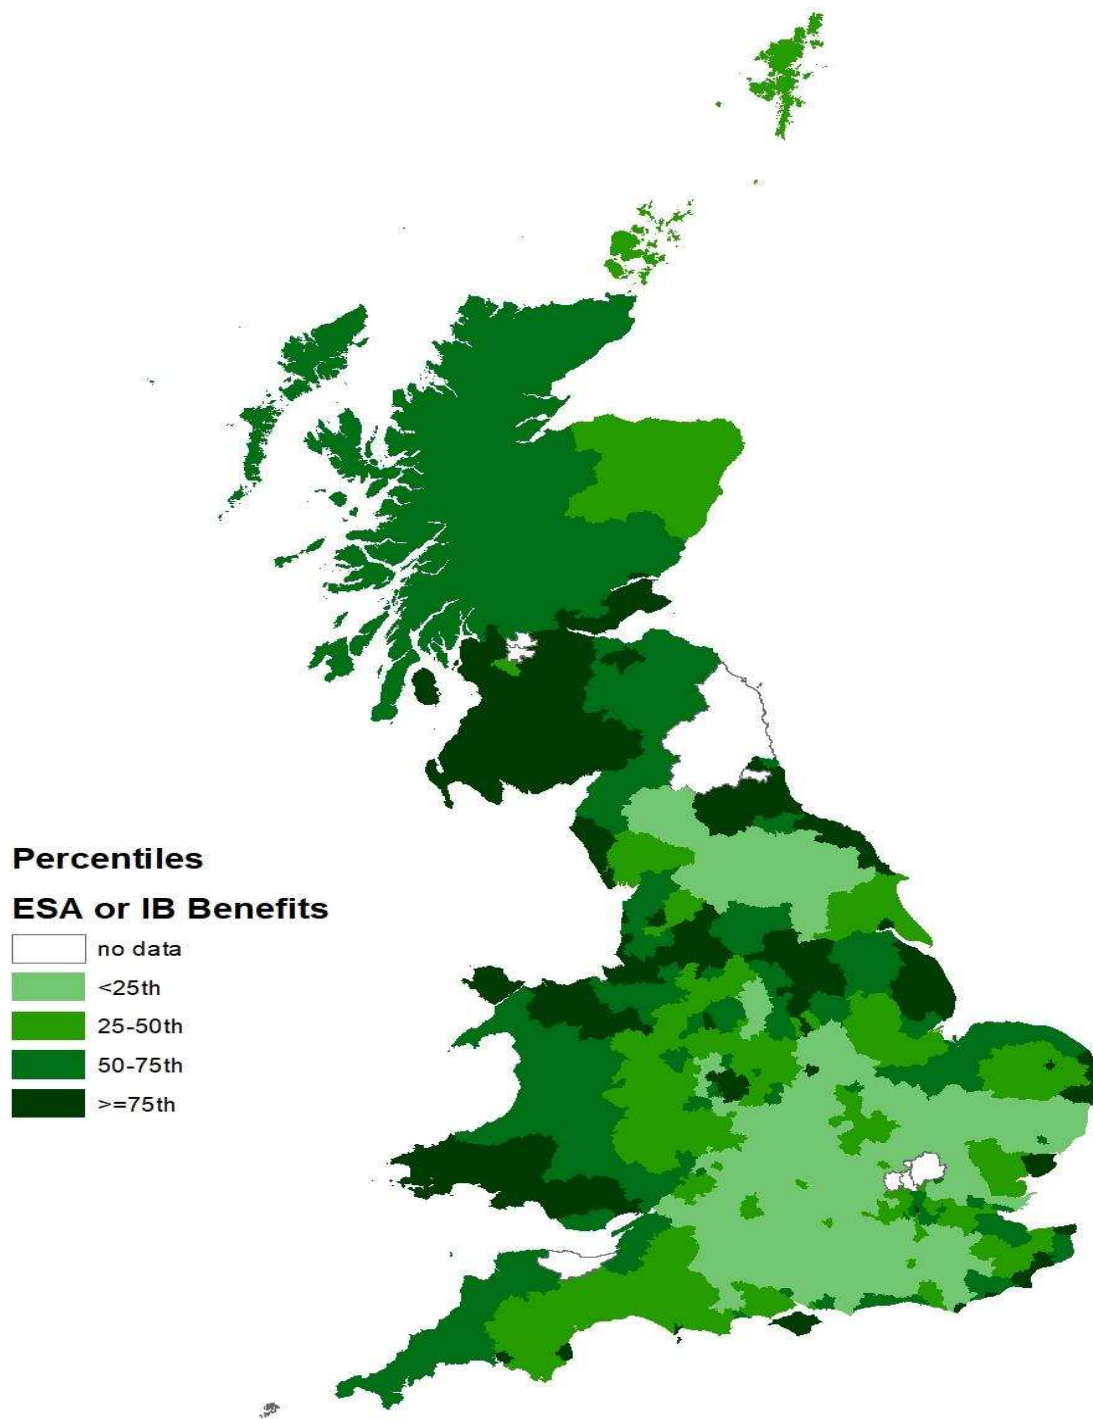 Percentiles
ESA or IB Benefits
no data
<25th
25-50th
50-75th
>=75th